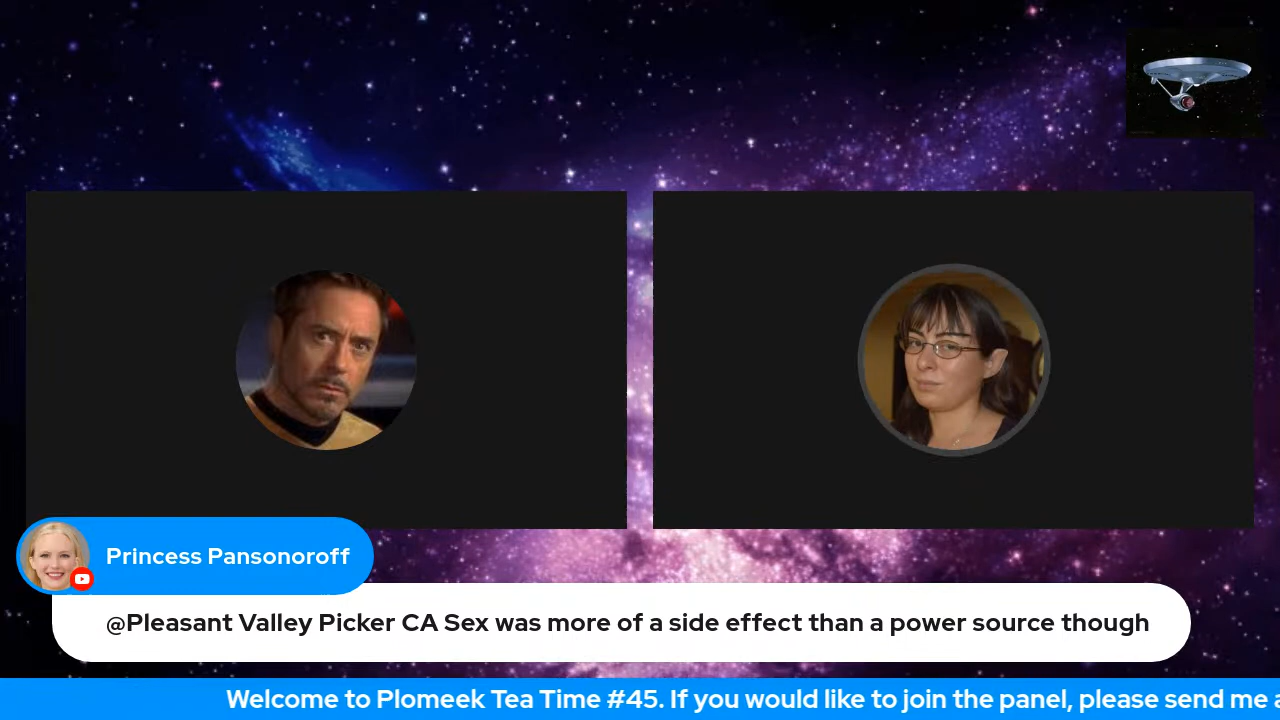 Princess Pansonoroff
@Pleasant Valley Picker CA Sex was more of a side effect than a power source though
Welcome to Plomeek Tea Time #45. If you would like to join the panel, please send me a